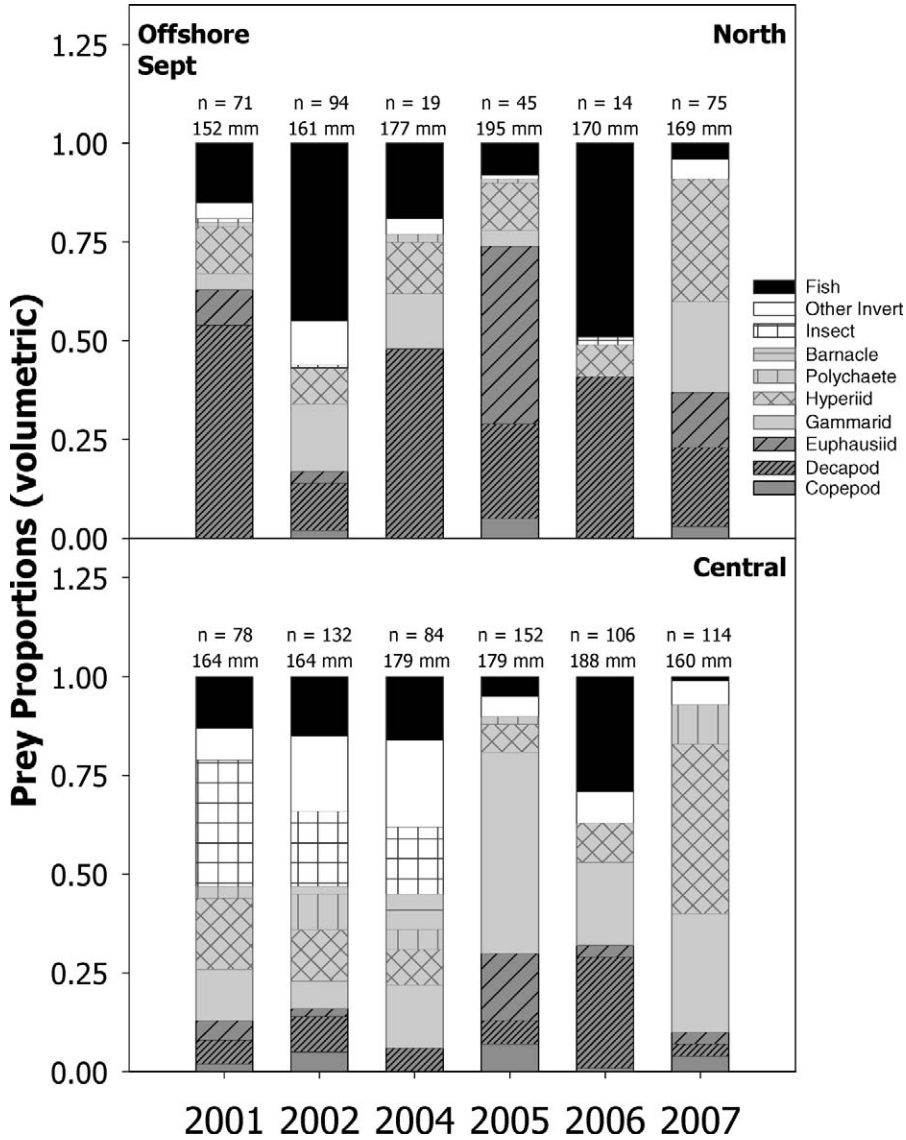 Offshore
Sept
North
1.25
n = 71 n = 94 n = 19 n = 45 n = 14 n = 75
152 mm 161 mm 177 mm 195 mm 170 mm 169 mm
1.00
0.75
0.50
0.25
0.00
Fish
Other Invert
Insect
Barnacle
Polychaete
Hyperiid
Gammarid
Euphausiid
Decapod
Copepod
Prey Proportions (volumetric)
Central
1.25
n = 78 n = 132 n = 84 n = 152 n = 106 n = 114
164 mm 164 mm 179 mm 179 mm 188 mm 160 mm
1.00
0.75
0.50
0.25
0.00
2001 2002 2004 2005 2006 2007